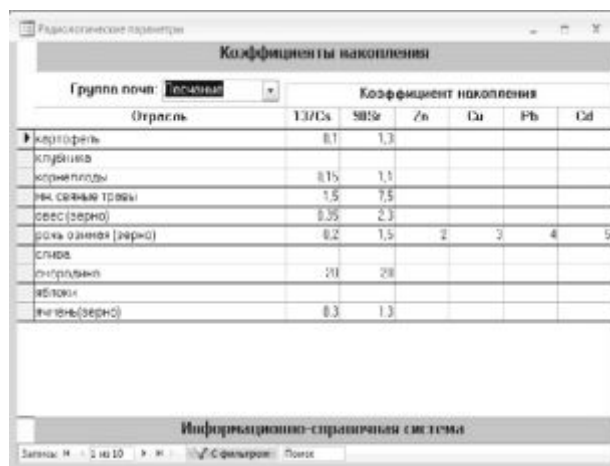 Радиологические параметры
Коэффициенты накопления
Группа почв: Песчаные
Коэффициент накопления
Отрасль 137Cs 90Sr Zn Cu Pb Cd
картофель 0,1 1,3
клубника
корнеплоды 0,15 1,1
мн. сеяные травы 1,5 7,5
овес (зерно) 0,35 2,3
рожь озимая (зерно) 0,2 1,5 2 3 4 5
слива
смородина 20 20
яблоки
ячмень(зерно) 0,3 1,3
Информационно-справочная система
Запись: 1 из 10 С фильтром Поиск